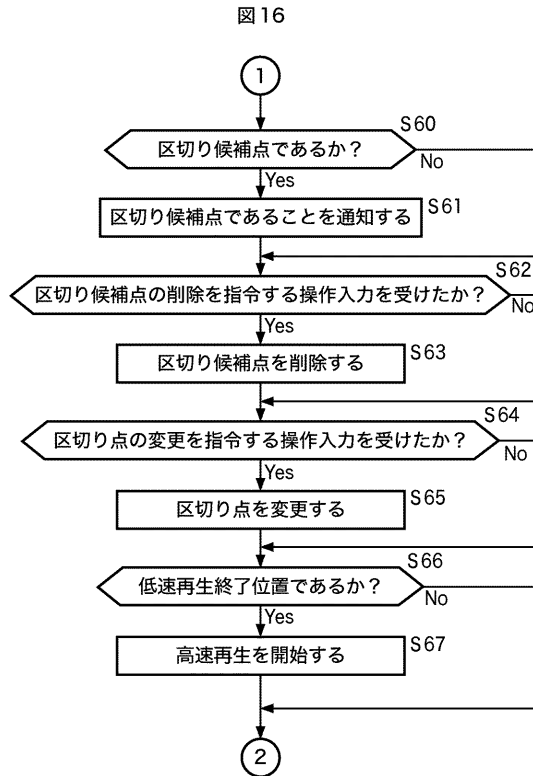 図16
1
S60
区切り候補点であるか？
No
Yes
区切り候補点であることを通知する
S61
S62
区切り候補点の削除を指令する操作入力を受けたか？
No
Yes
区切り候補点を削除する
S63
S64
区切り点の変更を指令する操作入力を受けたか？
No
Yes
区切り点を変更する
S65
S66
低速再生終了位置であるか？
No
Yes
高速再生を開始する
S67
2